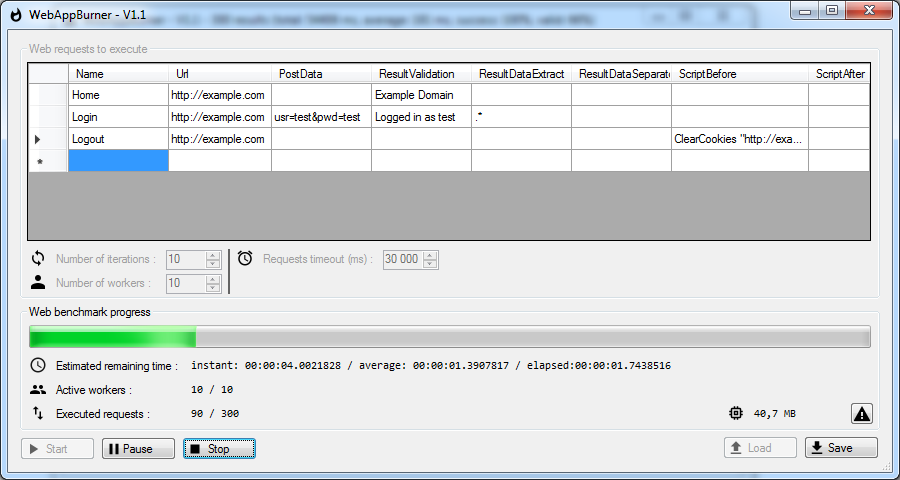 WebAppBurner - V1.1
Web requests to execute
Name Url PostData ResultValidation ResultDataExtract ResultDataSeparato ScriptBefore ScriptAfter
Home http://example.com Example Domain
Login http://example.com usr=test&pwd=test Logged in as test .*
Logout http://example.com ClearCookies "http://exa...
*
Number of iterations : 10 Requests timeout (ms) : 30 000
Number of workers : 10
Web benchmark progress
Estimated remaining time : instant: 00:00:04.0021828 / average: 00:00:01.3907817 / elapsed:00:00:01.7438516
Active workers : 10 / 10
Executed requests : 90 / 300 40,7 MB
Start Pause Stop Load Save